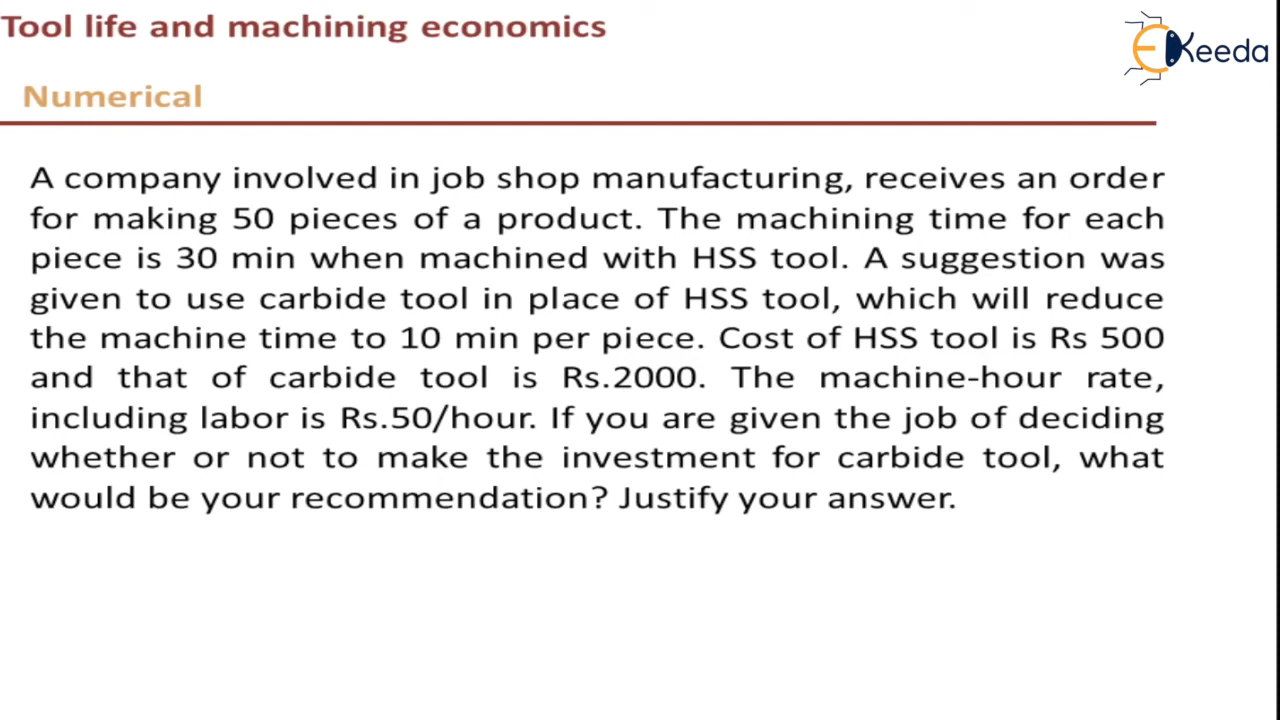 Tool life and machining economics
EKeeda
Numerical
A company involved in job shop manufacturing, receives an order
for making 50 pieces of a product. The machining time for each
piece is 30 min when machined with HSS tool. A suggestion was
given to use carbide tool in place of HSS tool, which will reduce
the machine time to 10 min per piece. Cost of HSS tool is Rs 500
and that of carbide tool is Rs.2000. The machine-hour rate,
including labor is Rs.50/hour. If you are given the job of deciding
whether or not to make the investment for carbide tool, what
would be your recommendation? Justify your answer.